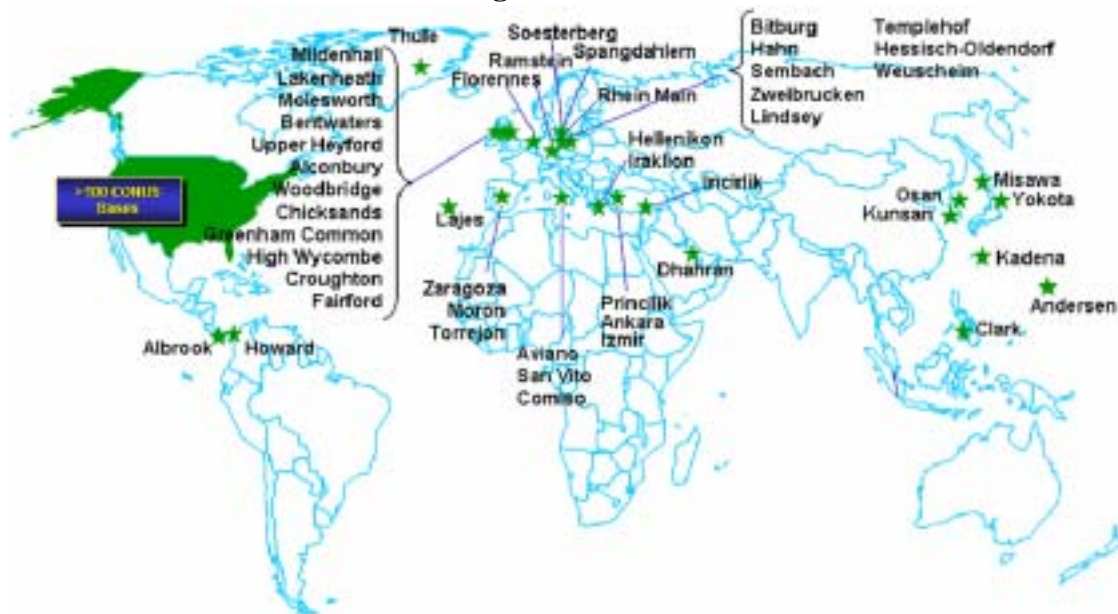 Thule
Mildenhall
Lakenheath
Molesworth
Bentwaters
Upper Heyford
Alconbury
Woodbridge
Chicksands
Greenham Common
High Wycombe
Croughton
Fairford
Soesterberg
Ramstein
Spangdahlem
Florennes
Rhein Main
Bitburg
Hahn
Sembach
Zweibrucken
Lindsey
Templehof
Hessisch-Oldendorf
Weuscheim
>100 CONUS
Bases
Hellenikon
Iraklion
Incirlik
Lajes
Dhahran
Osan
Kunsan
Misawa
Yokota
Kadena
Andersen
Clark
Zaragoza
Moron
Torrejon
Princilik
Ankara
Izmir
Aviano
San Vito
Comiso
Albrook
Howard